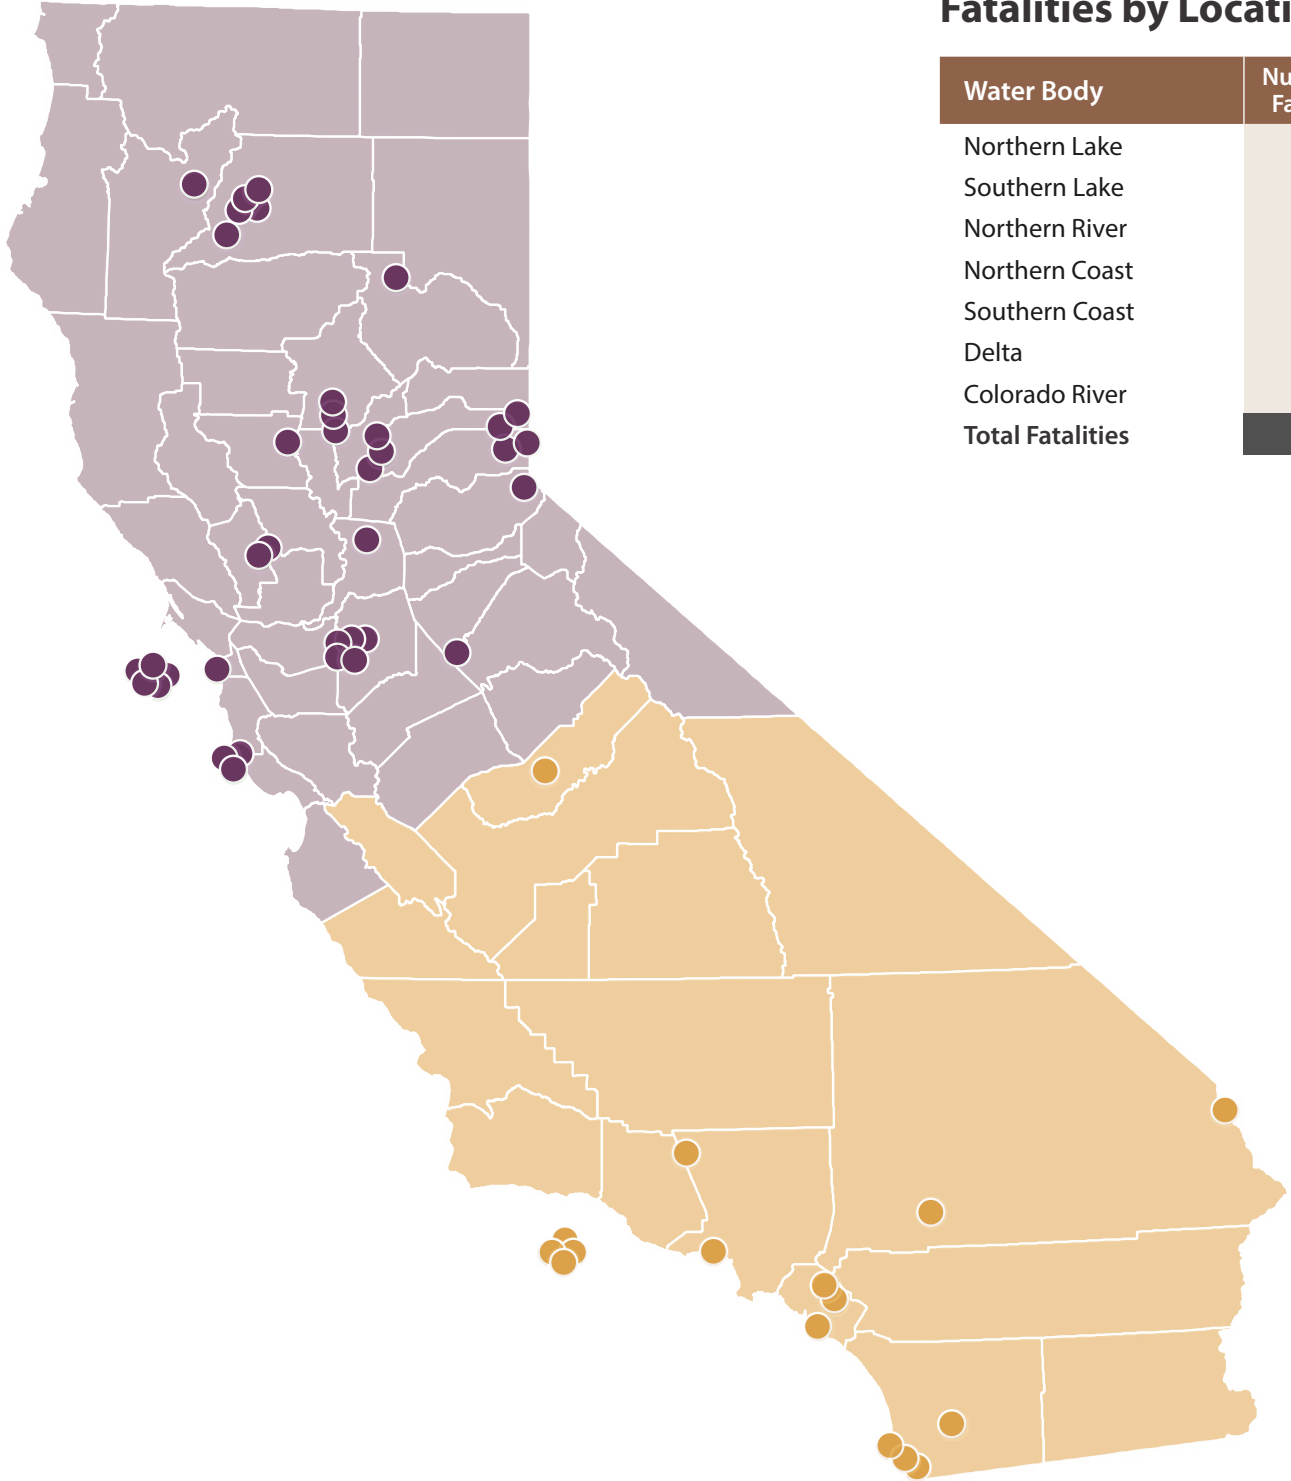 Fatalities by Locati
Water Body
Nu
Fa
Northern Lake
Southern Lake
Northern River
Northern Coast
Southern Coast
Delta
Colorado River
Total Fatalities